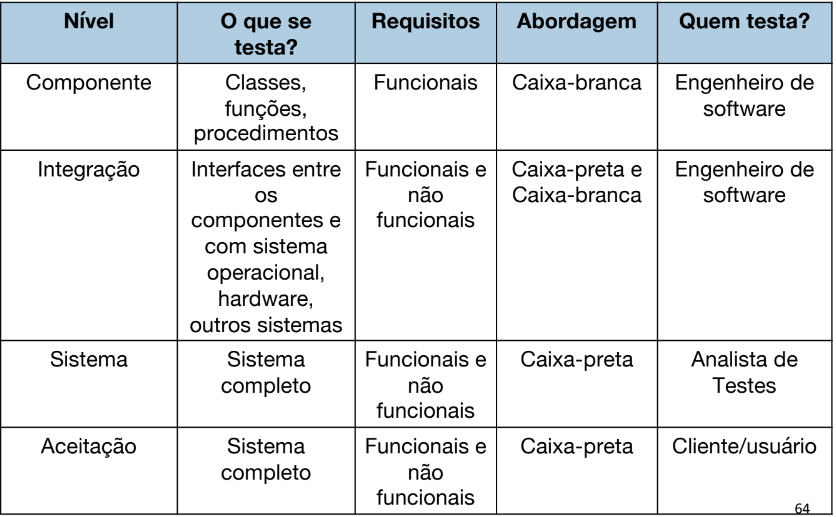 Nível
O que se
testa?
Requisitos
Abordagem
Quem testa?
Componente
Classes,
funções,
procedimentos
Funcionais
Caixa-branca
Engenheiro de
software
Integração
Interfaces entre
os
componentes e
com sistema
operacional,
hardware,
outros sistemas
Funcionais e
não
funcionais
Caixa-preta e
Caixa-branca
Engenheiro de
software
Sistema
Sistema
completo
Funcionais e
não
funcionais
Caixa-preta
Analista de
Testes
Aceitação
Sistema
completo
Funcionais e
não
funcionais
Caixa-preta
Cliente/usuário
64